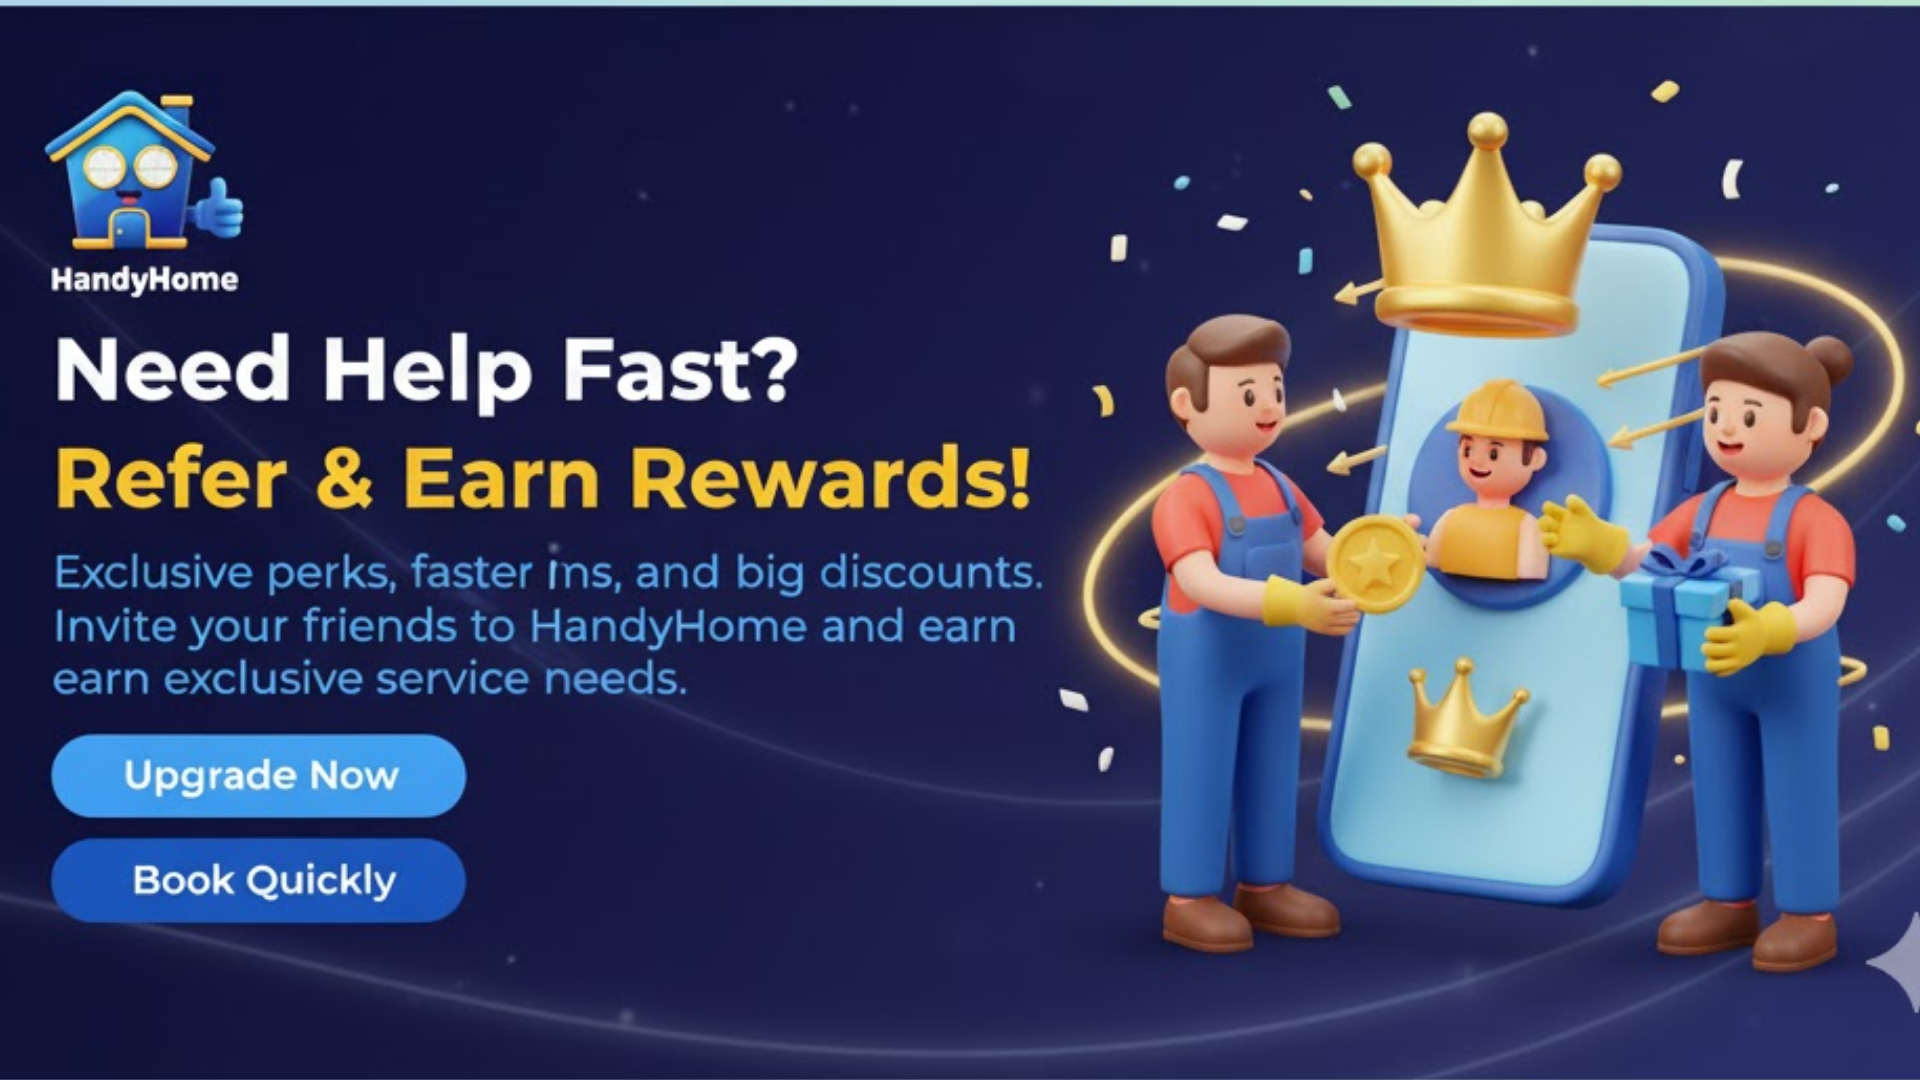 HandyHome
Need Help Fast?
Refer & Earn Rewards!
Exclusive perks, faster ins, and big discounts.
Invite your friends to HandyHome and earn
earn exclusive service needs.
Upgrade Now
Book Quickly